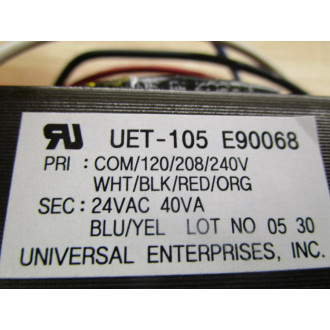 UET-105 E90068
PRI : COM/120/208/240V
WHT/BLK/RED/ORG
SEC: 24VAC 40VA
BLU/YEL LOT NO 05 30
UNIVERSAL ENTERPRISES, INC.